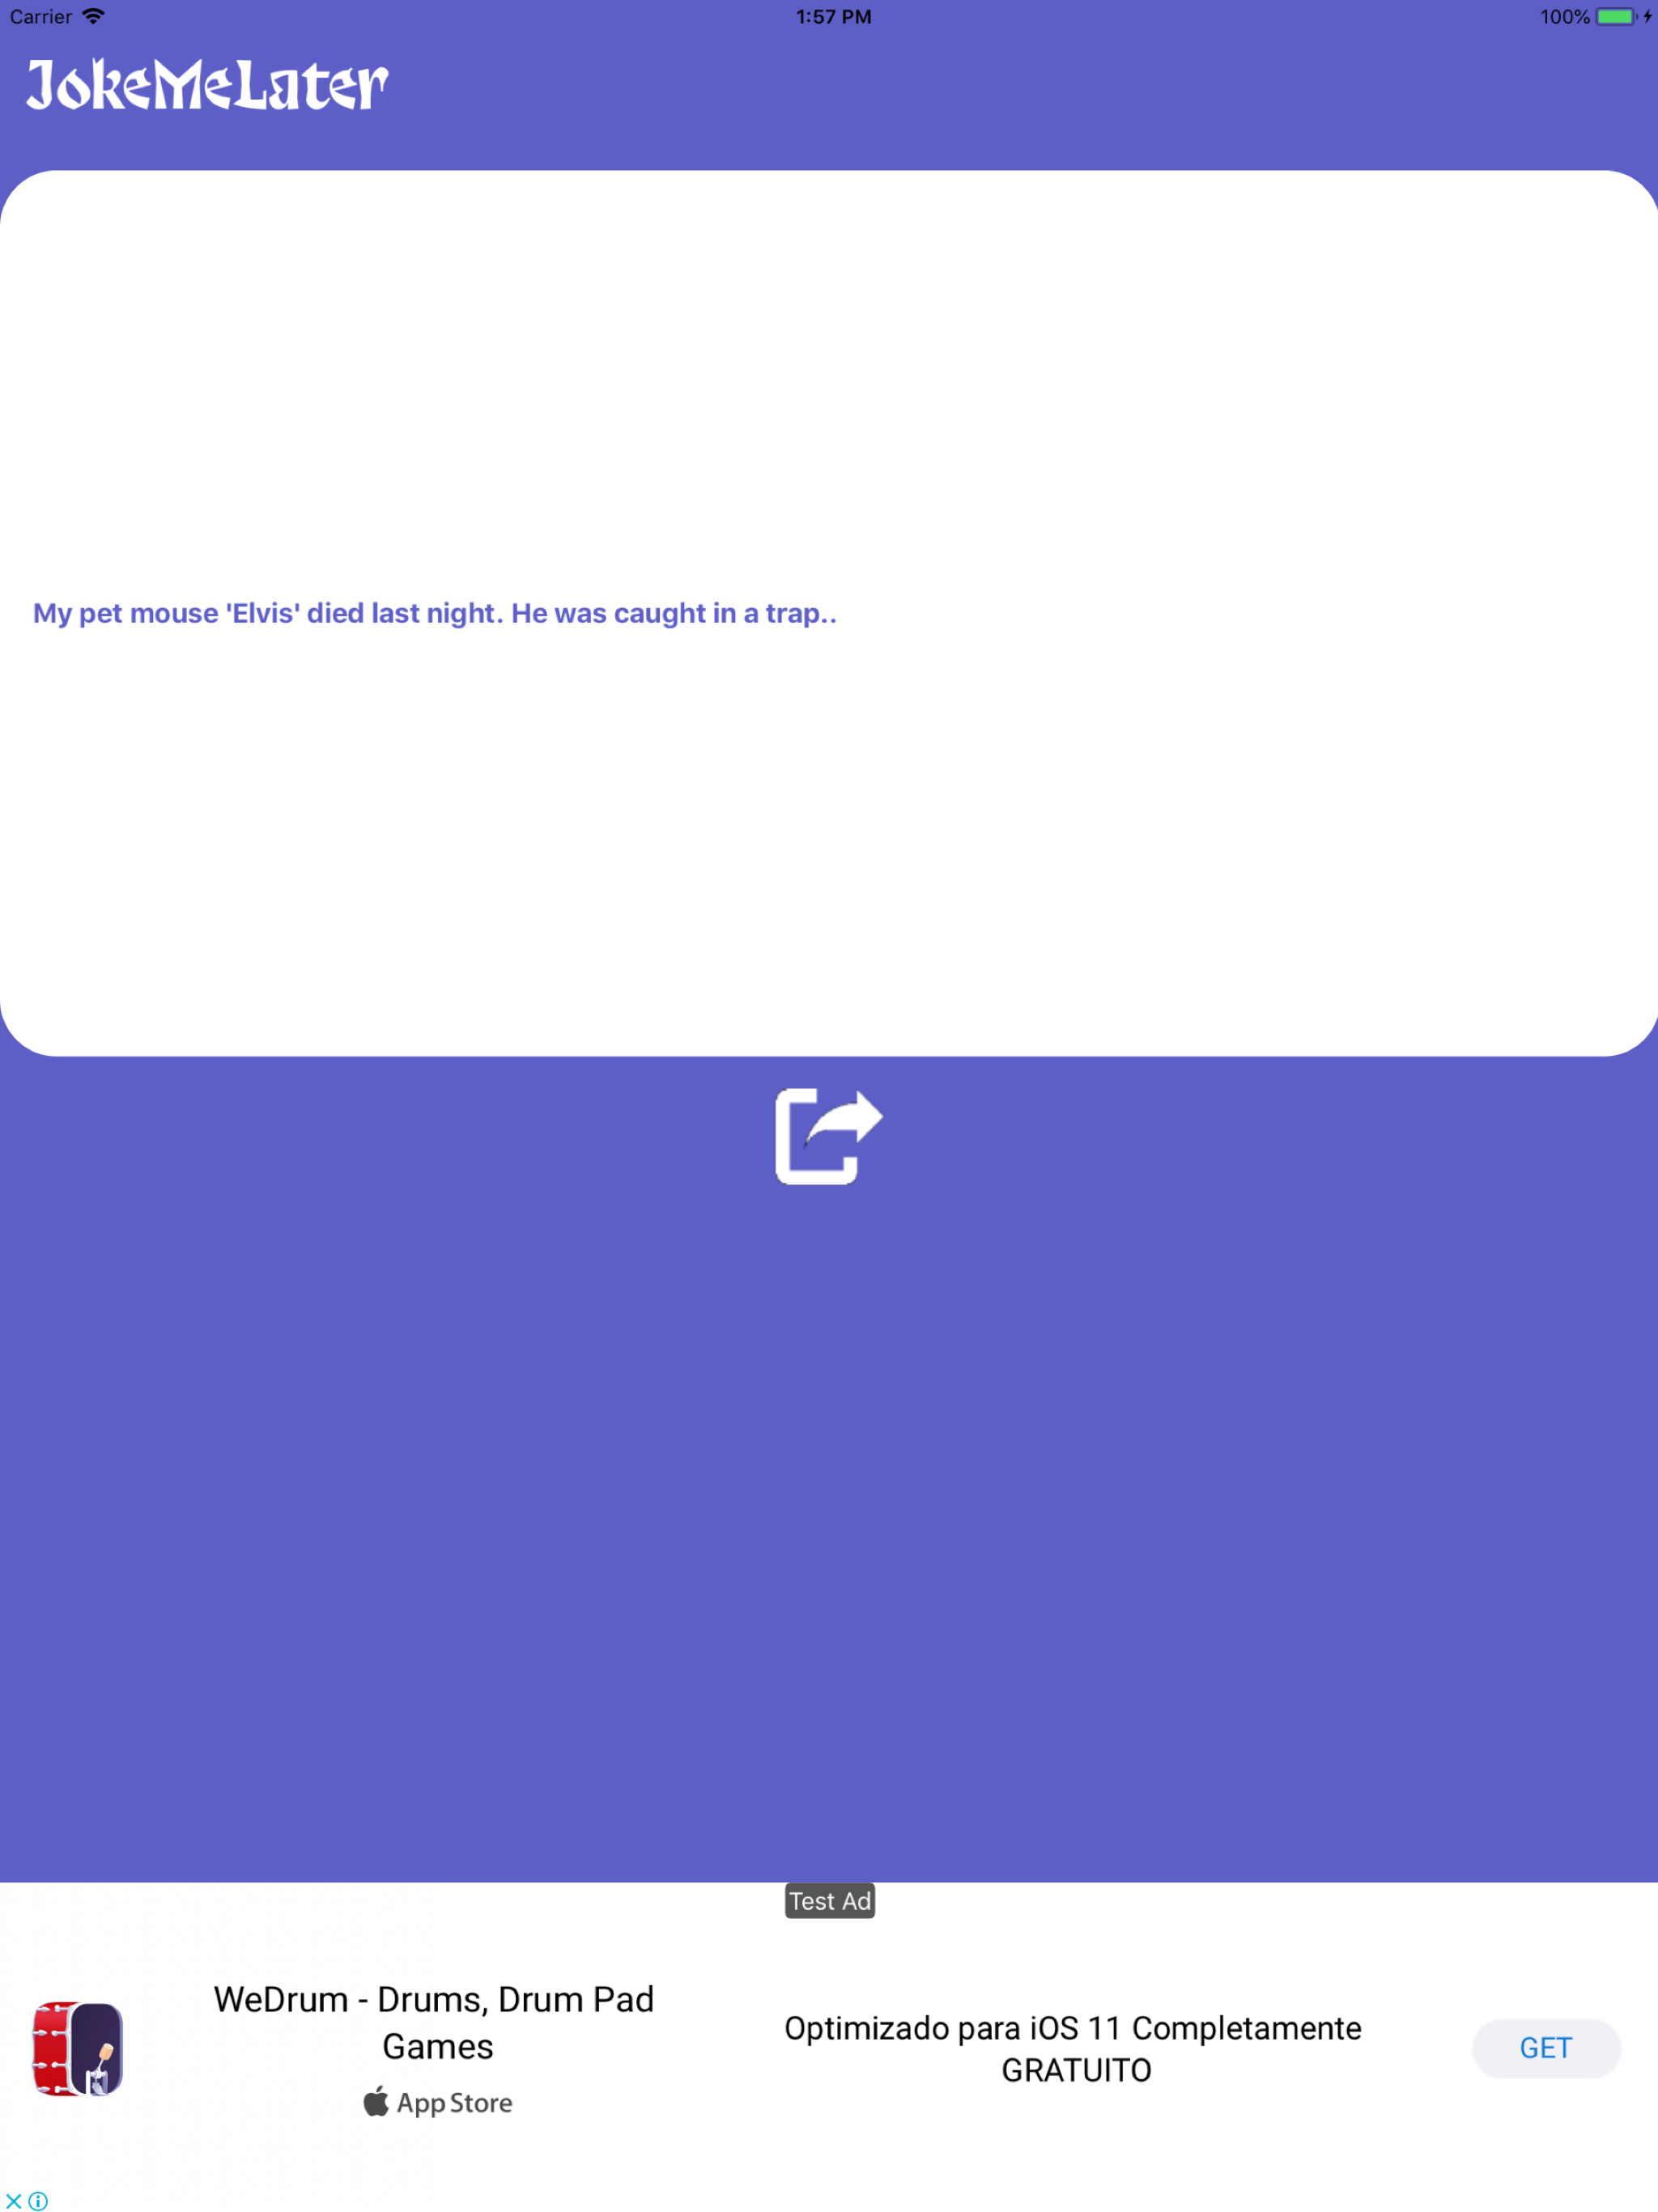 Carrier
1:57 PM
100%
JokeMeLater
My pet mouse 'Elvis' died last night. He was caught in a trap..
Test Ad
WeDrum - Drums, Drum Pad
Games
App Store
Optimizado para iOS 11 Completamente
GRATUITO
GET